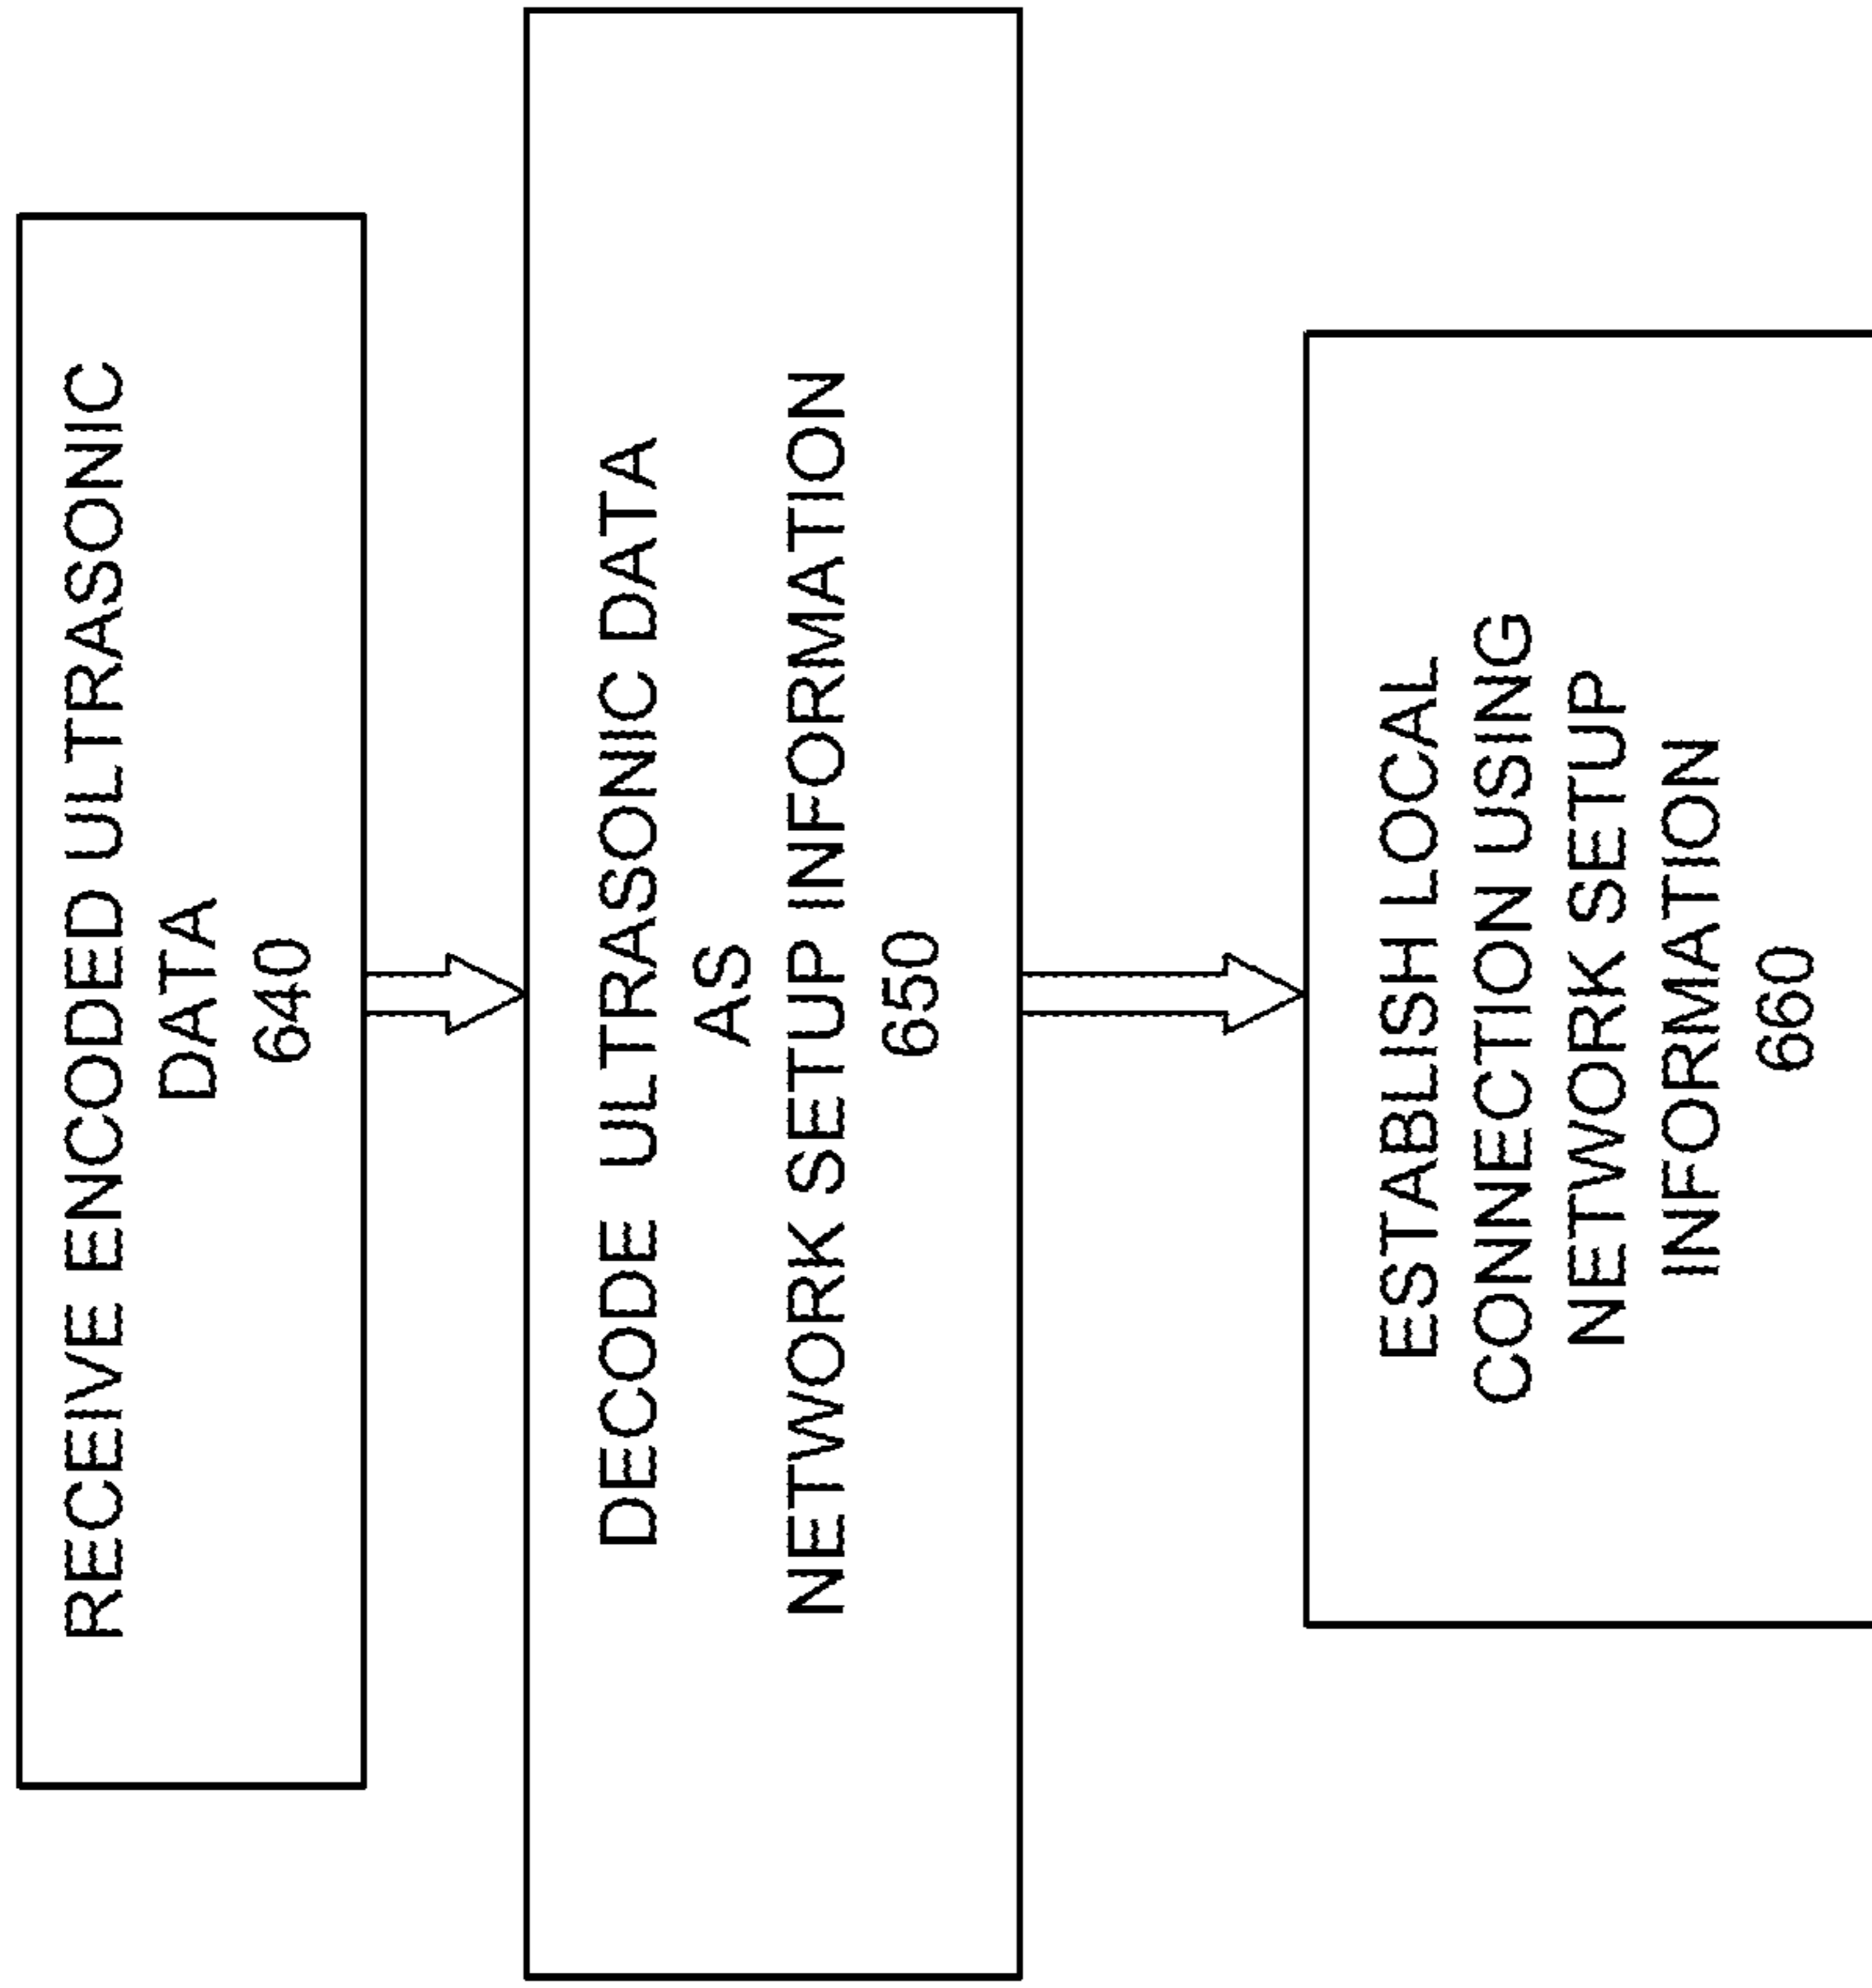 RECEIVE ENCODED ULTRASONIC
DATA
640
DECODE ULTRASONIC DATA
AS
NETWORK SETUP INFORMATION
650
ESTABLISH LOCAL
CONNECTION USING
NETWORK SETUP
INFORMATION
660